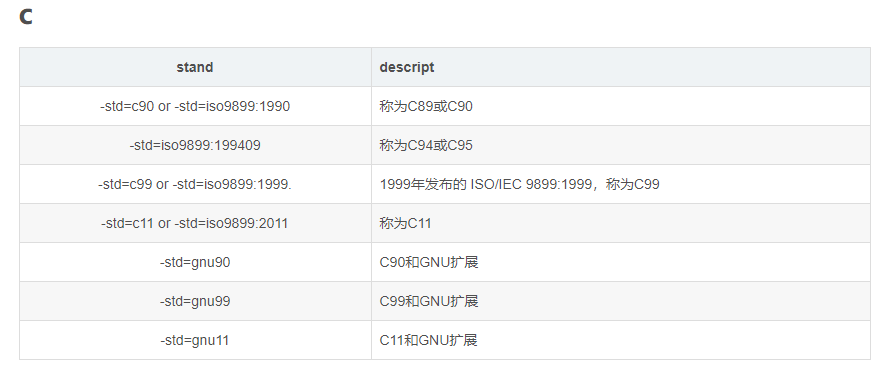 C
stand descript
-std=c90 or -std=iso9899:1990 称为C89或C90
-std=iso9899:199409 称为C94或C95
-std=c99 or -std=iso9899:1999. 1999年发布的 ISO/IEC 9899:1999，称为C99
-std=c11 or -std=iso9899:2011 称为C11
-std=gnu90 C90和GNU扩展
-std=gnu99 C99和GNU扩展
-std=gnu11 C11和GNU扩展